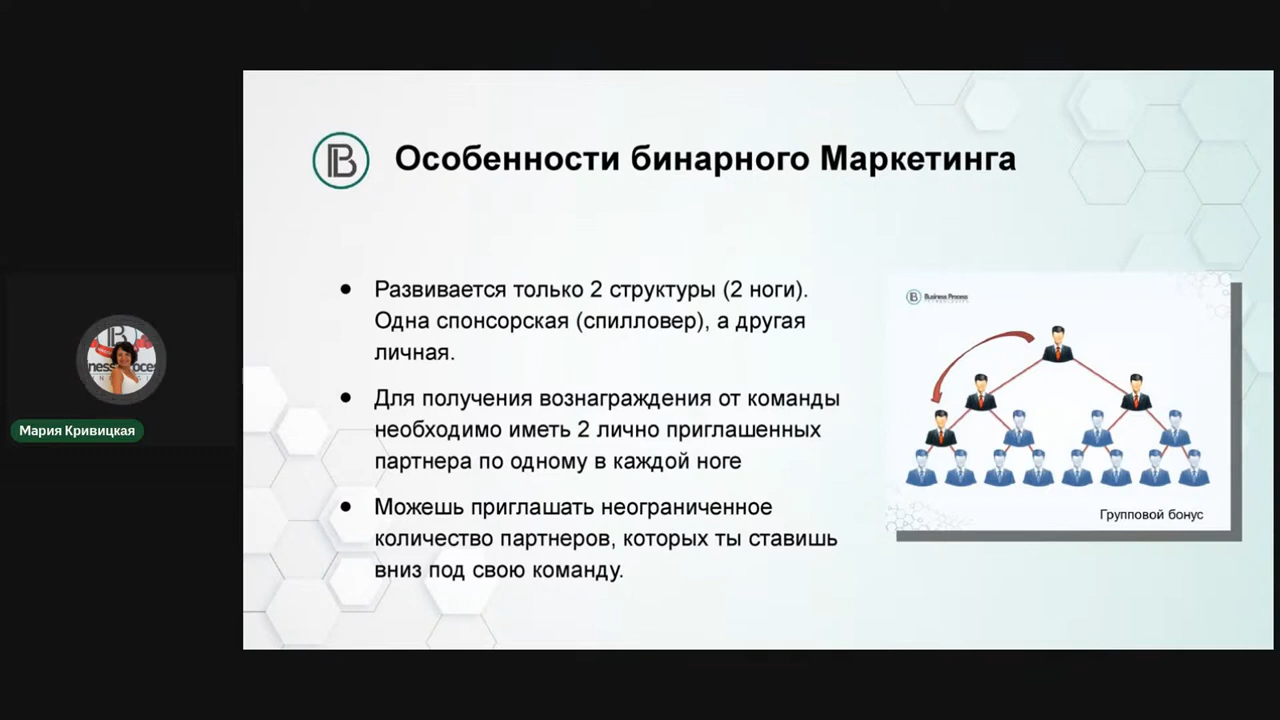 Особенности бинарного Маркетинга
Развивается только 2 структуры (2 ноги).
Одна спонсорская (спилловер), а другая
личная.
Для получения вознаграждения от команды
необходимо иметь 2 лично приглашенных
партнера по одному в каждой ноге
Можешь приглашать неограниченное
количество партнеров, которых ты ставишь
вниз под свою команду.
Business Process
Групповой бонус
Мария Кривицкая